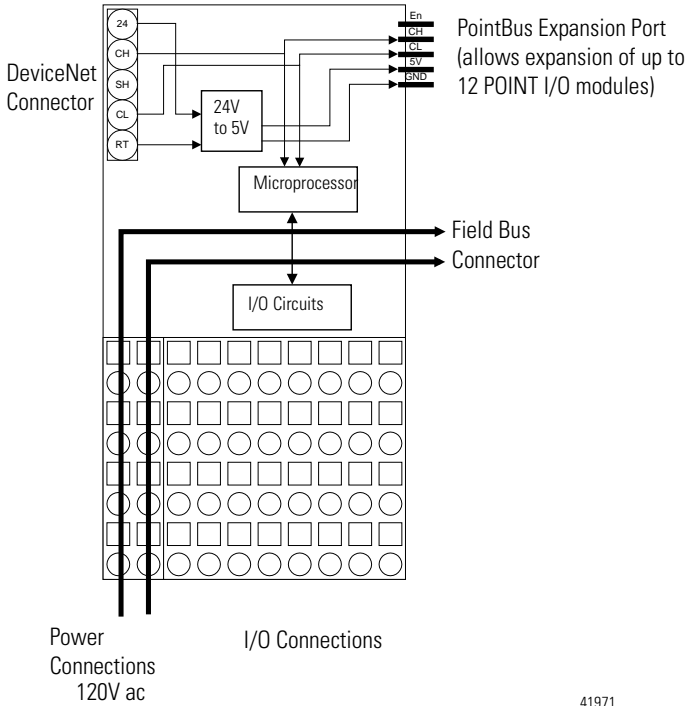 DeviceNet
Connector
24
CH
SH
CL
RT
24V
to 5V
En
CH
CL
5V
GND
PointBus Expansion Port
(allows expansion of up to
12 POINT I/O modules)
Microprocessor
Field Bus
Connector
I/O Circuits
Power
Connections
120V ac
I/O Connections
41971